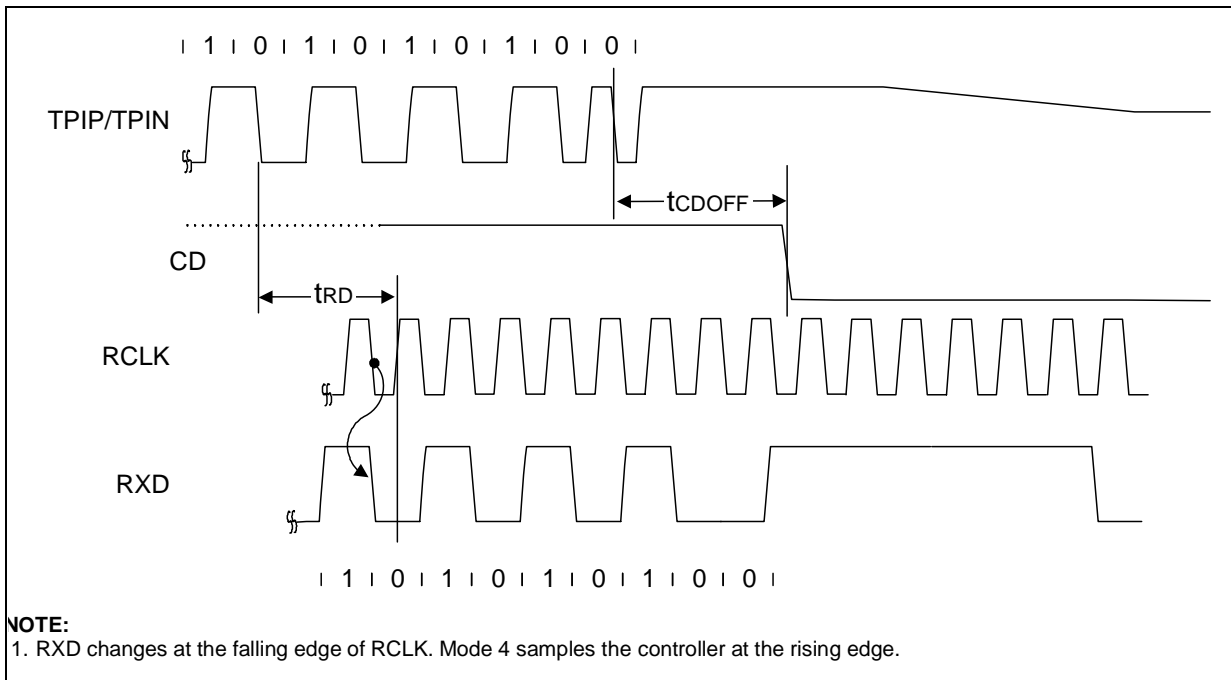 1 0 1 0 1 0 1 0 0
TPIP/TPIN
tCDOFF
CD
tRD
RCLK
RXD
1 0 1 0 1 0 1 0 0
NOTE:
1. RXD changes at the falling edge of RCLK. Mode 4 samples the controller at the rising edge.